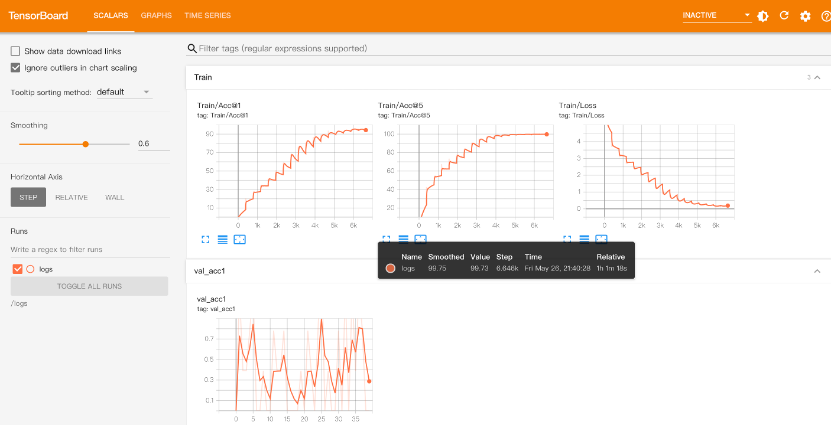 TensorBoard SCALARS GRAPHS TIME SERIES INACTIVE
Show data download links
Ignore outliers in chart scaling
Tooltip sorting method: default
Smoothing
0.6
Horizontal Axis
STEP RELATIVE WALL
Runs
Write a regex to filter runs
logs
TOGGLE ALL RUNS
/logs
Filter tags (regular expressions supported)
Train 3
Train/Acc@1
tag: Train/Acc@1
90
70
50
30
10
0 1k 2k 3k 4k 5k 6k
Train/Acc@5
tag: Train/Acc@5
100
80
60
40
20
0 1k 2k 3k 4k 5k 6k
Train/Loss
tag: Train/Loss
4
3
2
1
0
0 1k 2k 3k 4k 5k 6k
Name Smoothed Value Step Time Relative
logs 99.75 99.73 6.646k Fri May 26, 21:40:28 1h 1m 18s
val_acc1
val_acc1
tag: val_acc1
0.7
0.5
0.3
0.1
0 5 10 15 20 25 30 35